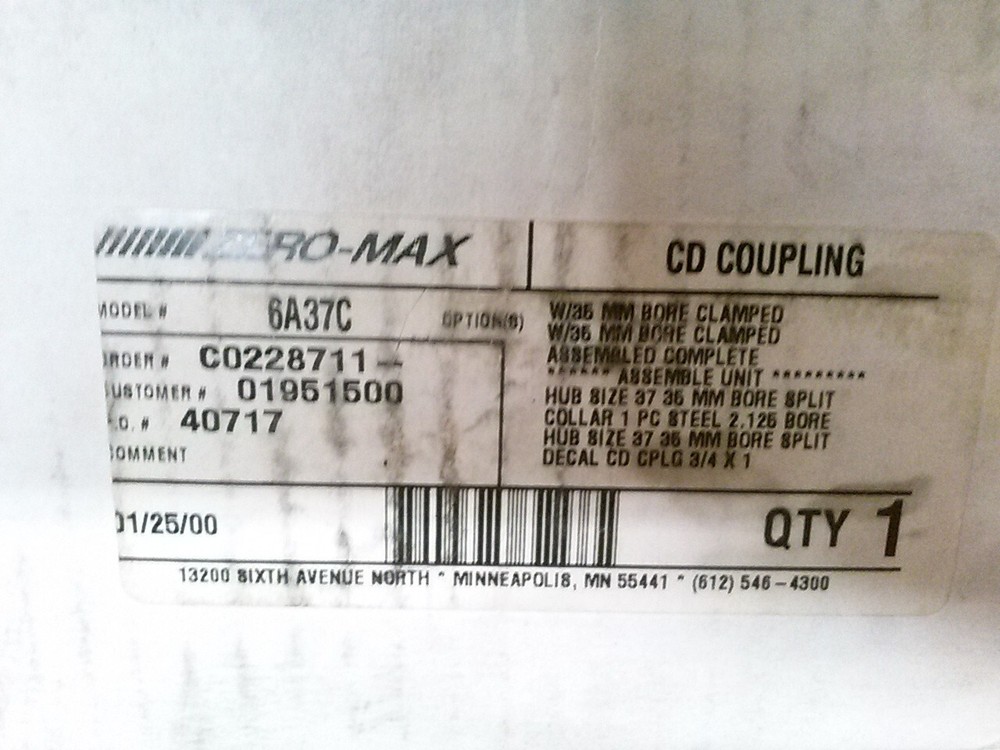 ZERO-MAX
CD COUPLING
MODEL # 6A37C OPTION(S)
W/35 MM BORE CLAMPED
W/35 MM BORE CLAMPED
ASSEMBLED COMPLETE
****** ASSEMBLE UNIT *********
HUB SIZE 37 35 MM BORE SPLIT
COLLAR 1 PC STEEL 2.125 BORE
HUB SIZE 37 35 MM BORE SPLIT
DECAL CD CPLG 3/4 X 1
ORDER # C0228711-
CUSTOMER # 01951500
.O. # 40717
COMMENT
01/25/00
QTY 1
13200 SIXTH AVENUE NORTH * MINNEAPOLIS, MN 55441 * (612) 546-4300